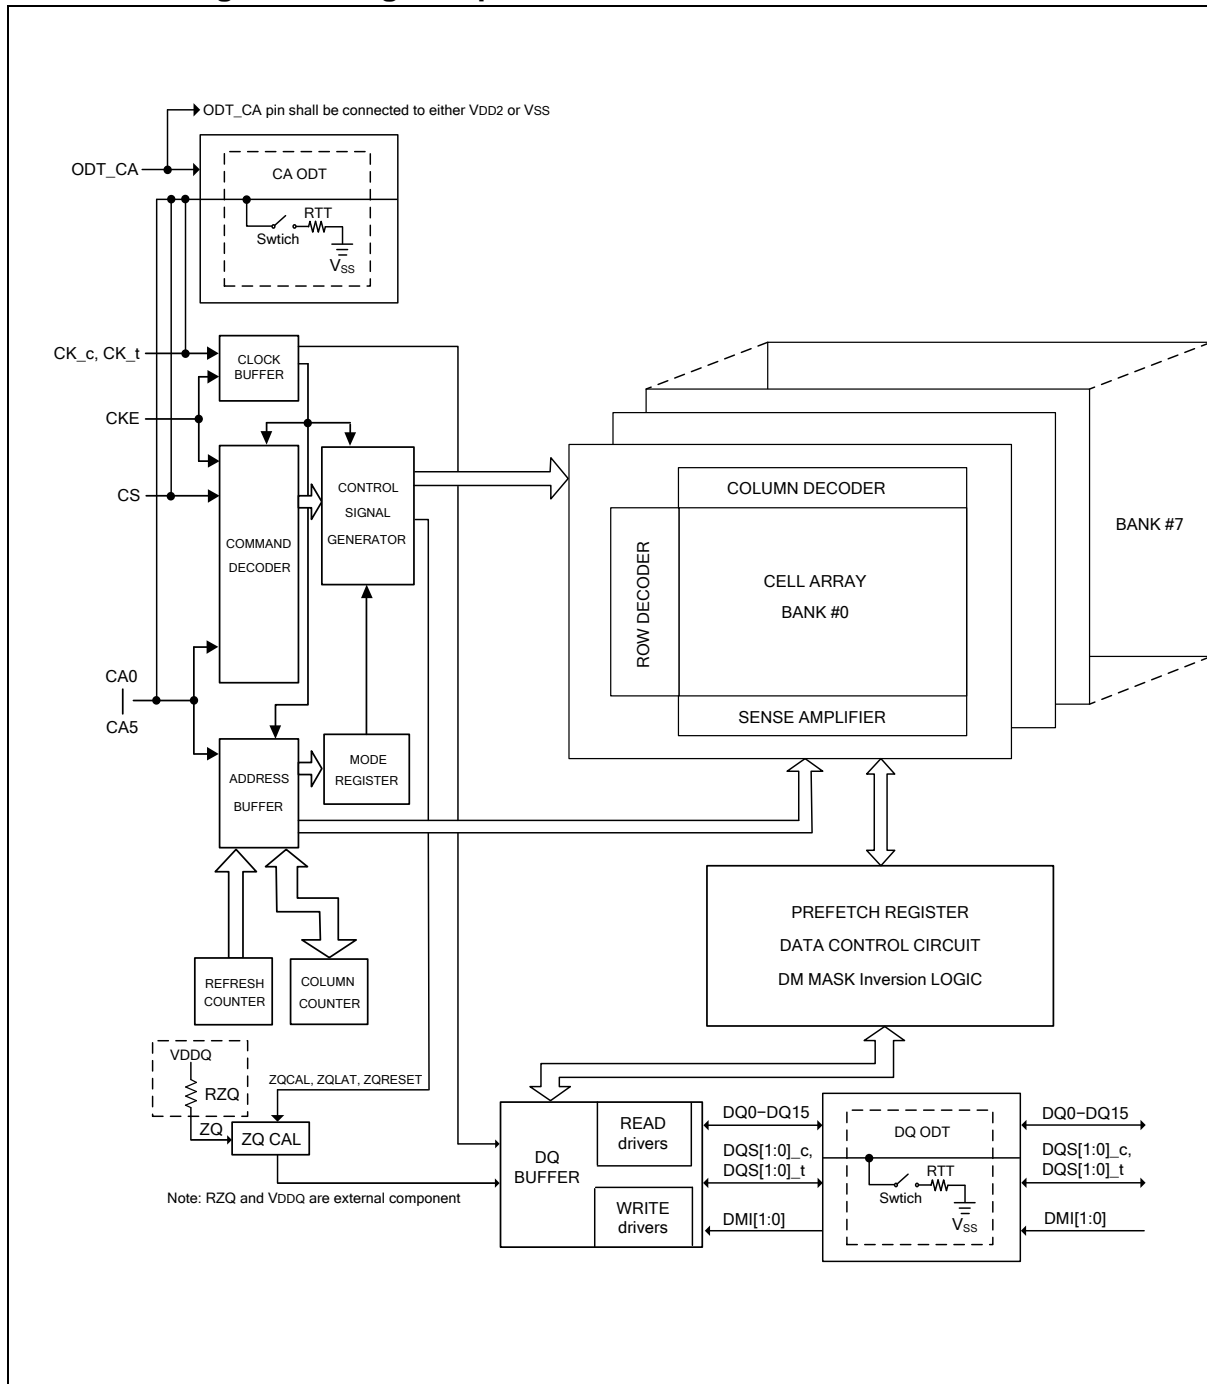 ODT_CA pin shall be connected to either VDD2 or VSS
ODT_CA
CA ODT
RTT
Swtich
VSS
CK_c, CK_t
CLOCK
BUFFER
CKE
CS
COMMAND
DECODER
CONTROL
SIGNAL
GENERATOR
COLUMN DECODER
ROW DECODER
CELL ARRAY
BANK #0
SENSE AMPLIFIER
BANK #7
CA0
CA5
ADDRESS
BUFFER
MODE
REGISTER
REFRESH
COUNTER
COLUMN
COUNTER
PREFETCH REGISTER
DATA CONTROL CIRCUIT
DM MASK Inversion LOGIC
VDDQ
RZQ
ZQ
ZQCAL, ZQLAT, ZQRESET
ZQ CAL
Note: RZQ and VDDQ are external component
DQ
BUFFER
READ
drivers
WRITE
drivers
DQ0−DQ15
DQS[1:0]_c,
DQS[1:0]_t
DMI[1:0]
DQ ODT
RTT
Swtich
VSS
DQ0−DQ15
DQS[1:0]_c,
DQS[1:0]_t
DMI[1:0]